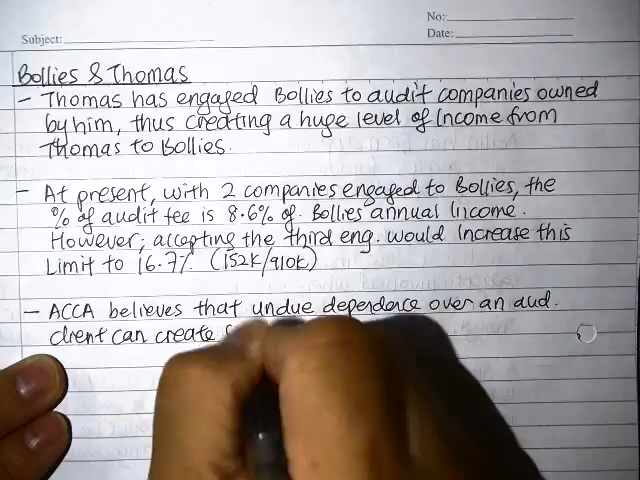 No:
Subject:
Date:
Bollies & Thomas
- Thomas has engaged Bollies to audit companies owned
by him, thus creating a huge level of Income from
Thomas to Bollies.
- At present, with 2 companies engaged to Bollies, the
% of audit fee is 8.6% of. Bollies annual Income.
However, accepting the third eng. would Increase this
Limit to 16.7%. (152K/910K)
- ACCA believes that undue dependence over an aud.
client can create